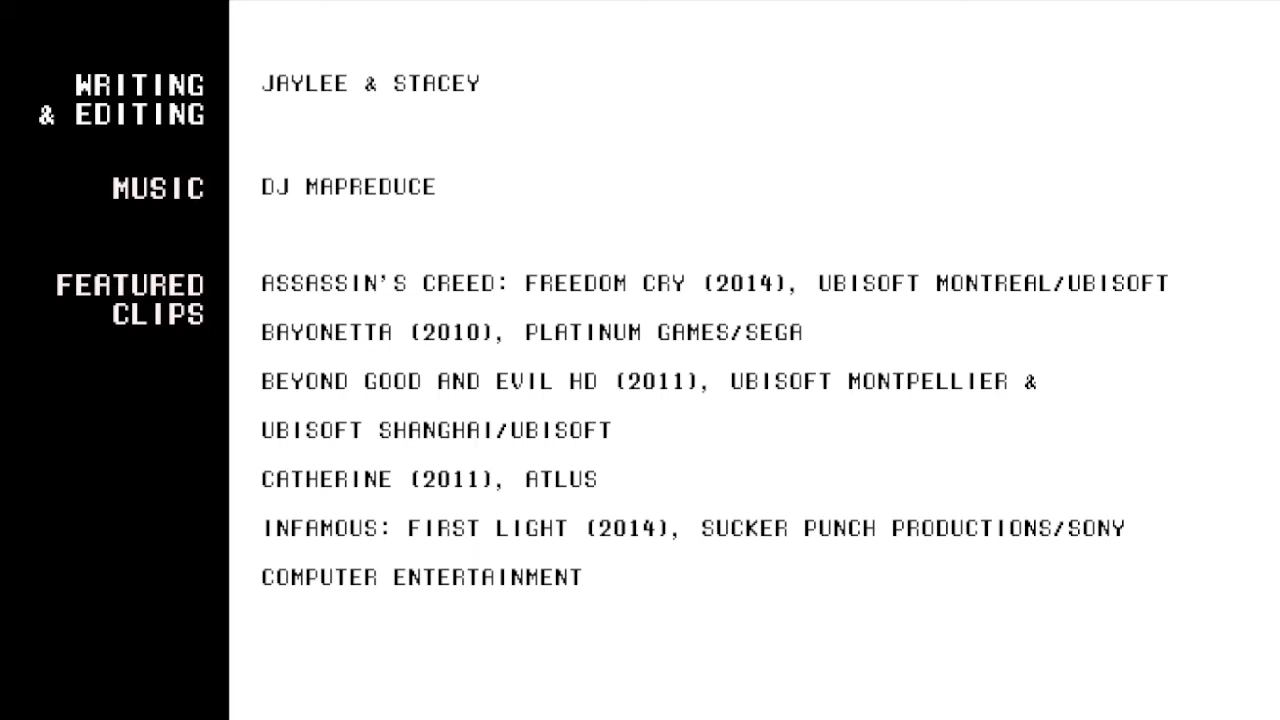 WRITING
& EDITING
JAYLEE & STACEY
MUSIC
DJ MAPREDUCE
FEATURED
CLIPS
ASSASSIN'S CREED: FREEDOM CRY (2014), UBISOFT MONTREAL/UBISOFT
BAYONETTA (2010), PLATINUM GAMES/SEGA
BEYOND GOOD AND EVIL HD (2011), UBISOFT MONTPELLIER &
UBISOFT SHANGHAI/UBISOFT
CATHERINE (2011), ATLUS
INFAMOUS: FIRST LIGHT (2014), SUCKER PUNCH PRODUCTIONS/SONY
COMPUTER ENTERTAINMENT